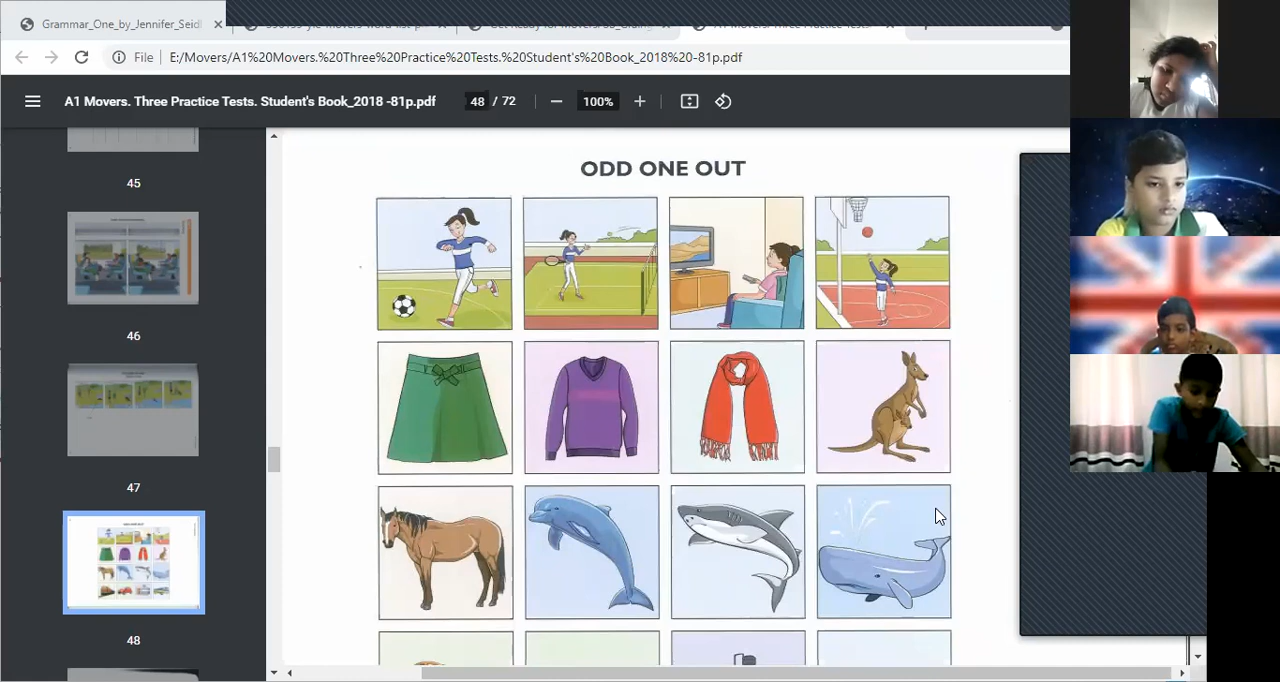 Grammar_One_by_Jennifer_Seidl
File E:/Movers/A1%20Movers.%20Three%20Practice%20Tests.%20Student's%20Book_2018%20-81p.pdf
A1 Movers. Three Practice Tests. Student's Book_2018 -81p.pdf 48 / 72 100%
45
46
47
48
ODD ONE OUT